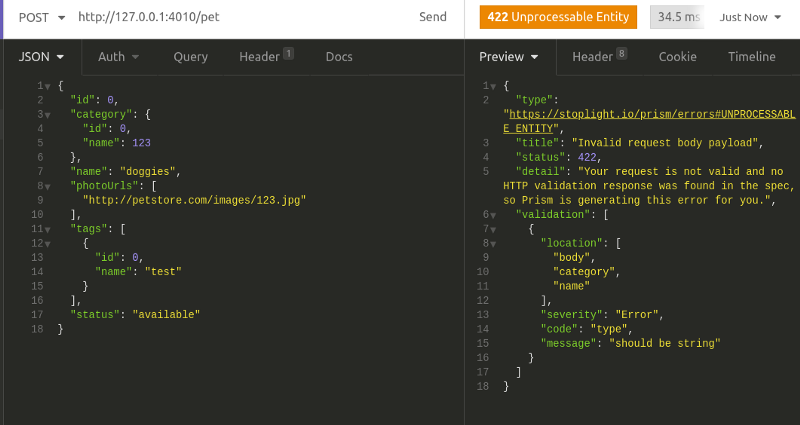 POST http://127.0.0.1:4010/pet Send 422 Unprocessable Entity 34.5 ms Just Now
JSON Auth Query Header 1 Docs
1 {
2 "id": 0,
3 "category": {
4 "id": 0,
5 "name": 123
6 },
7 "name": "doggies",
8 "photoUrls": [
9 "http://petstore.com/images/123.jpg"
10 ],
11 "tags": [
12 {
13 "id": 0,
14 "name": "test"
15 }
16 ],
17 "status": "available"
18 }
Preview Header 8 Cookie Timeline
1 {
2 "type":
"https://stoplight.io/prism/errors#UNPROCESSABL
E_ENTITY",
3 "title": "Invalid request body payload",
4 "status": 422,
5 "detail": "Your request is not valid and no
HTTP validation response was found in the spec,
so Prism is generating this error for you.",
6 "validation": [
7 {
8 "location": [
9 "body",
10 "category",
11 "name"
12 ],
13 "severity": "Error",
14 "code": "type",
15 "message": "should be string"
16 }
17 ]
18 }